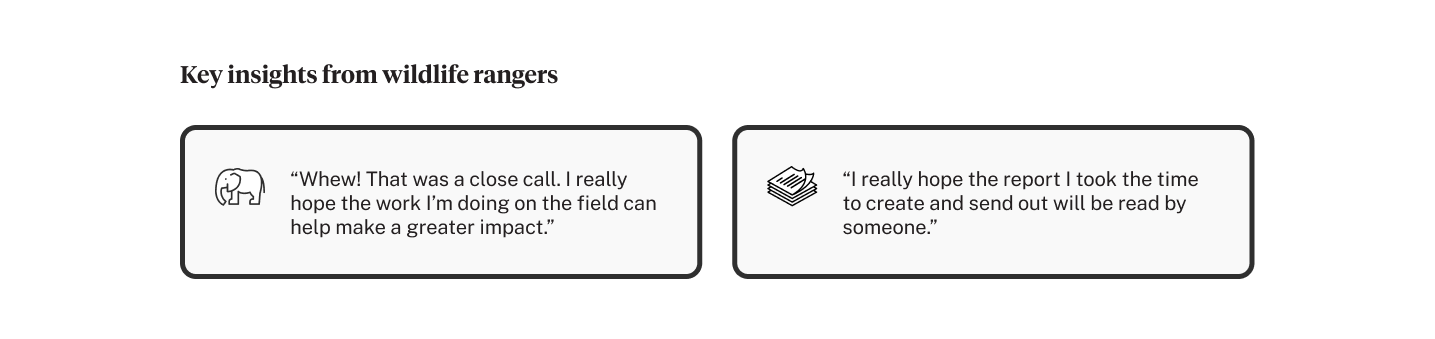 Key insights from wildlife rangers
“Whew! That was a close call. I really
hope the work I’m doing on the field can
help make a greater impact.”
“I really hope the report I took the time
to create and send out will be read by
someone.”